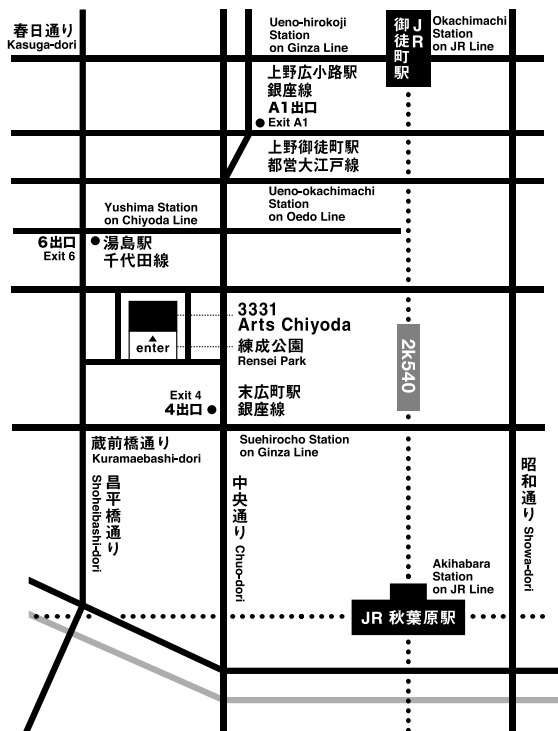 春日通り
Kasuga-dori
Ueno-hirokoji
Station
on Ginza Line
JR
御徒町駅
Okachimachi
Station
on JR Line
上野広小路駅
銀座線
A1出口
Exit A1
上野御徒町駅
都営大江戸線
Ueno-okachimachi
Station
on Oedo Line
Yushima Station
on Chiyoda Line
6出口
Exit 6
湯島駅
千代田線
3331
Arts Chiyoda
enter
練成公園
Rensei Park
2k540
Exit 4
4出口
末広町駅
銀座線
蔵前橋通り
Kuramaebashi-dori
Suehirocho Station
on Ginza Line
昌平橋通り
Shoheibashi-dori
中央通り
Chuo-dori
昭和通り
Showa-dori
Akihabara
Station
on JR Line
JR 秋葉原駅